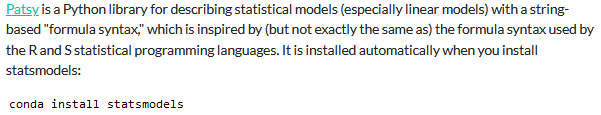 Patsy is a Python library for describing statistical models (especially linear models) with a string-
based "formula syntax," which is inspired by (but not exactly the same as) the formula syntax used by
the R and S statistical programming languages. It is installed automatically when you install
statsmodels:
conda install statsmodels